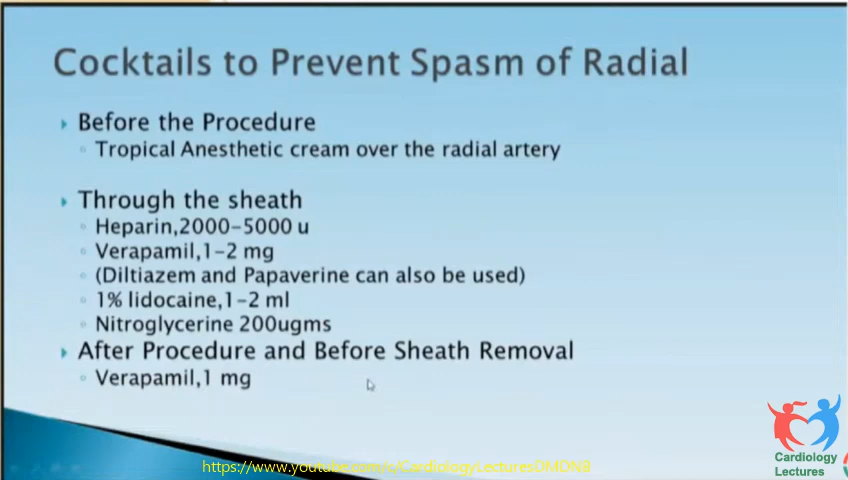 Cocktails to Prevent Spasm of Radial
Before the Procedure
Tropical Anesthetic cream over the radial artery
Through the sheath
Heparin,2000-5000 u
Verapamil,1-2 mg
(Diltiazem and Papaverine can also be used)
1% lidocaine,1-2 ml
Nitroglycerine 200ugms
After Procedure and Before Sheath Removal
Verapamil,1 mg
https://www.youtube.com/c/CardiologyLecturesDMDNB
Cardiology
Lectures